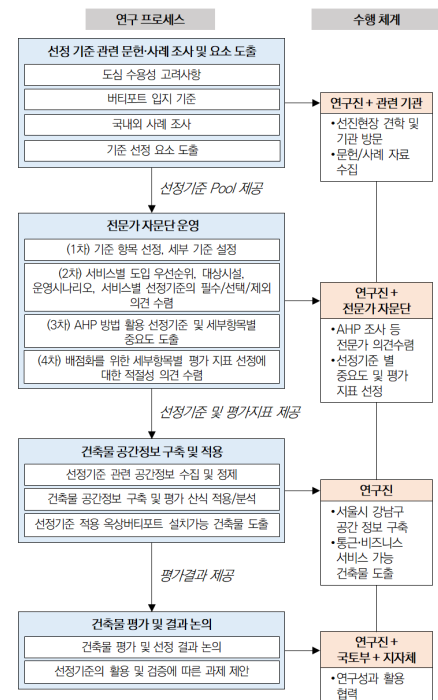 연구 프로세스
수행 체계
선정 기준 관련 문헌·사례 조사 및 요소 도출
도심 수용성 고려사항
버티포트 입지 기준
국내외 사례 조사
기준 선정 요소 도출
연구진 + 관련 기관
•선진현장 견학 및
기관 방문
•문헌/사례 자료
수집
선정기준 Pool 제공
전문가 자문단 운영
(1차) 기준 항목 선정, 세부 기준 설정
(2차) 서비스별 도입 우선순위, 대상시설,
운영시나리오, 서비스별 선정기준의 필수/선택/제외
의견 수렴
(3차) AHP 방법 활용 선정기준 및 세부항목별
중요도 도출
(4차) 배점화를 위한 세부항목별 평가 지표 선정에
대한 적절성 의견 수렴
연구진 +
전문가 자문단
•AHP 조사 등
전문가 의견수렴
•선정기준 별
중요도 및 평가
지표 선정
선정기준 및 평가지표 제공
건축물 공간정보 구축 및 적용
선정기준 관련 공간정보 수집 및 정제
건축물 공간정보 구축 및 평가 산식 적용/분석
선정기준 적용 옥상버티포트 설치가능 건축물 도출
연구진
•서울시 강남구
공간 정보 구축
•통근·비즈니스
서비스 가능
건축물 도출
평가결과 제공
건축물 평가 및 결과 논의
건축물 평가 및 선정 결과 논의
선정기준의 활용 및 검증에 따른 과제 제안
연구진 +
국토부 + 지자체
•연구성과 활용
협력